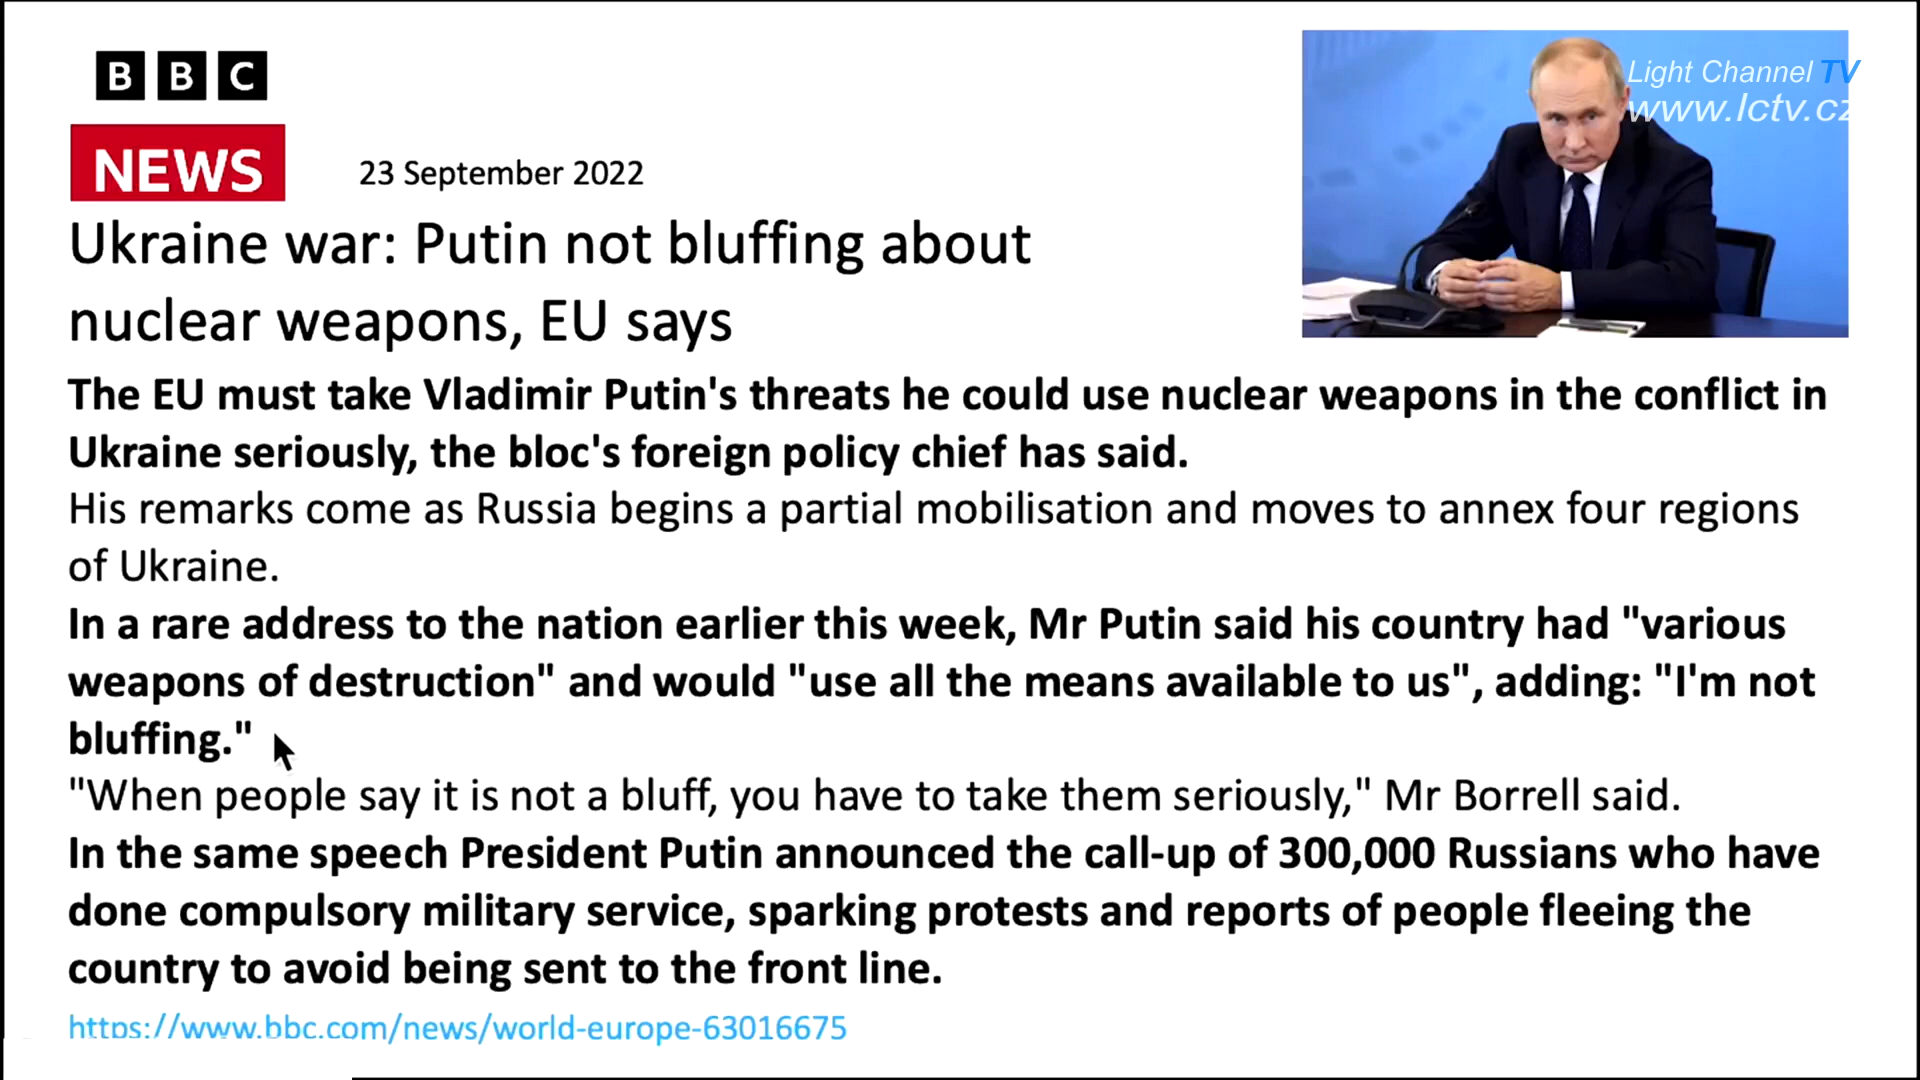 BBC
NEWS
23 September 2022
Light Channel TV
www.lctv.cz
Ukraine war: Putin not bluffing about
nuclear weapons, EU says
The EU must take Vladimir Putin's threats he could use nuclear weapons in the conflict in
Ukraine seriously, the bloc's foreign policy chief has said.
His remarks come as Russia begins a partial mobilisation and moves to annex four regions
of Ukraine.
In a rare address to the nation earlier this week, Mr Putin said his country had "various
weapons of destruction" and would "use all the means available to us", adding: "I'm not
bluffing."
"When people say it is not a bluff, you have to take them seriously," Mr Borrell said.
In the same speech President Putin announced the call-up of 300,000 Russians who have
done compulsory military service, sparking protests and reports of people fleeing the
country to avoid being sent to the front line.
https://www.bbc.com/news/world-europe-63016675